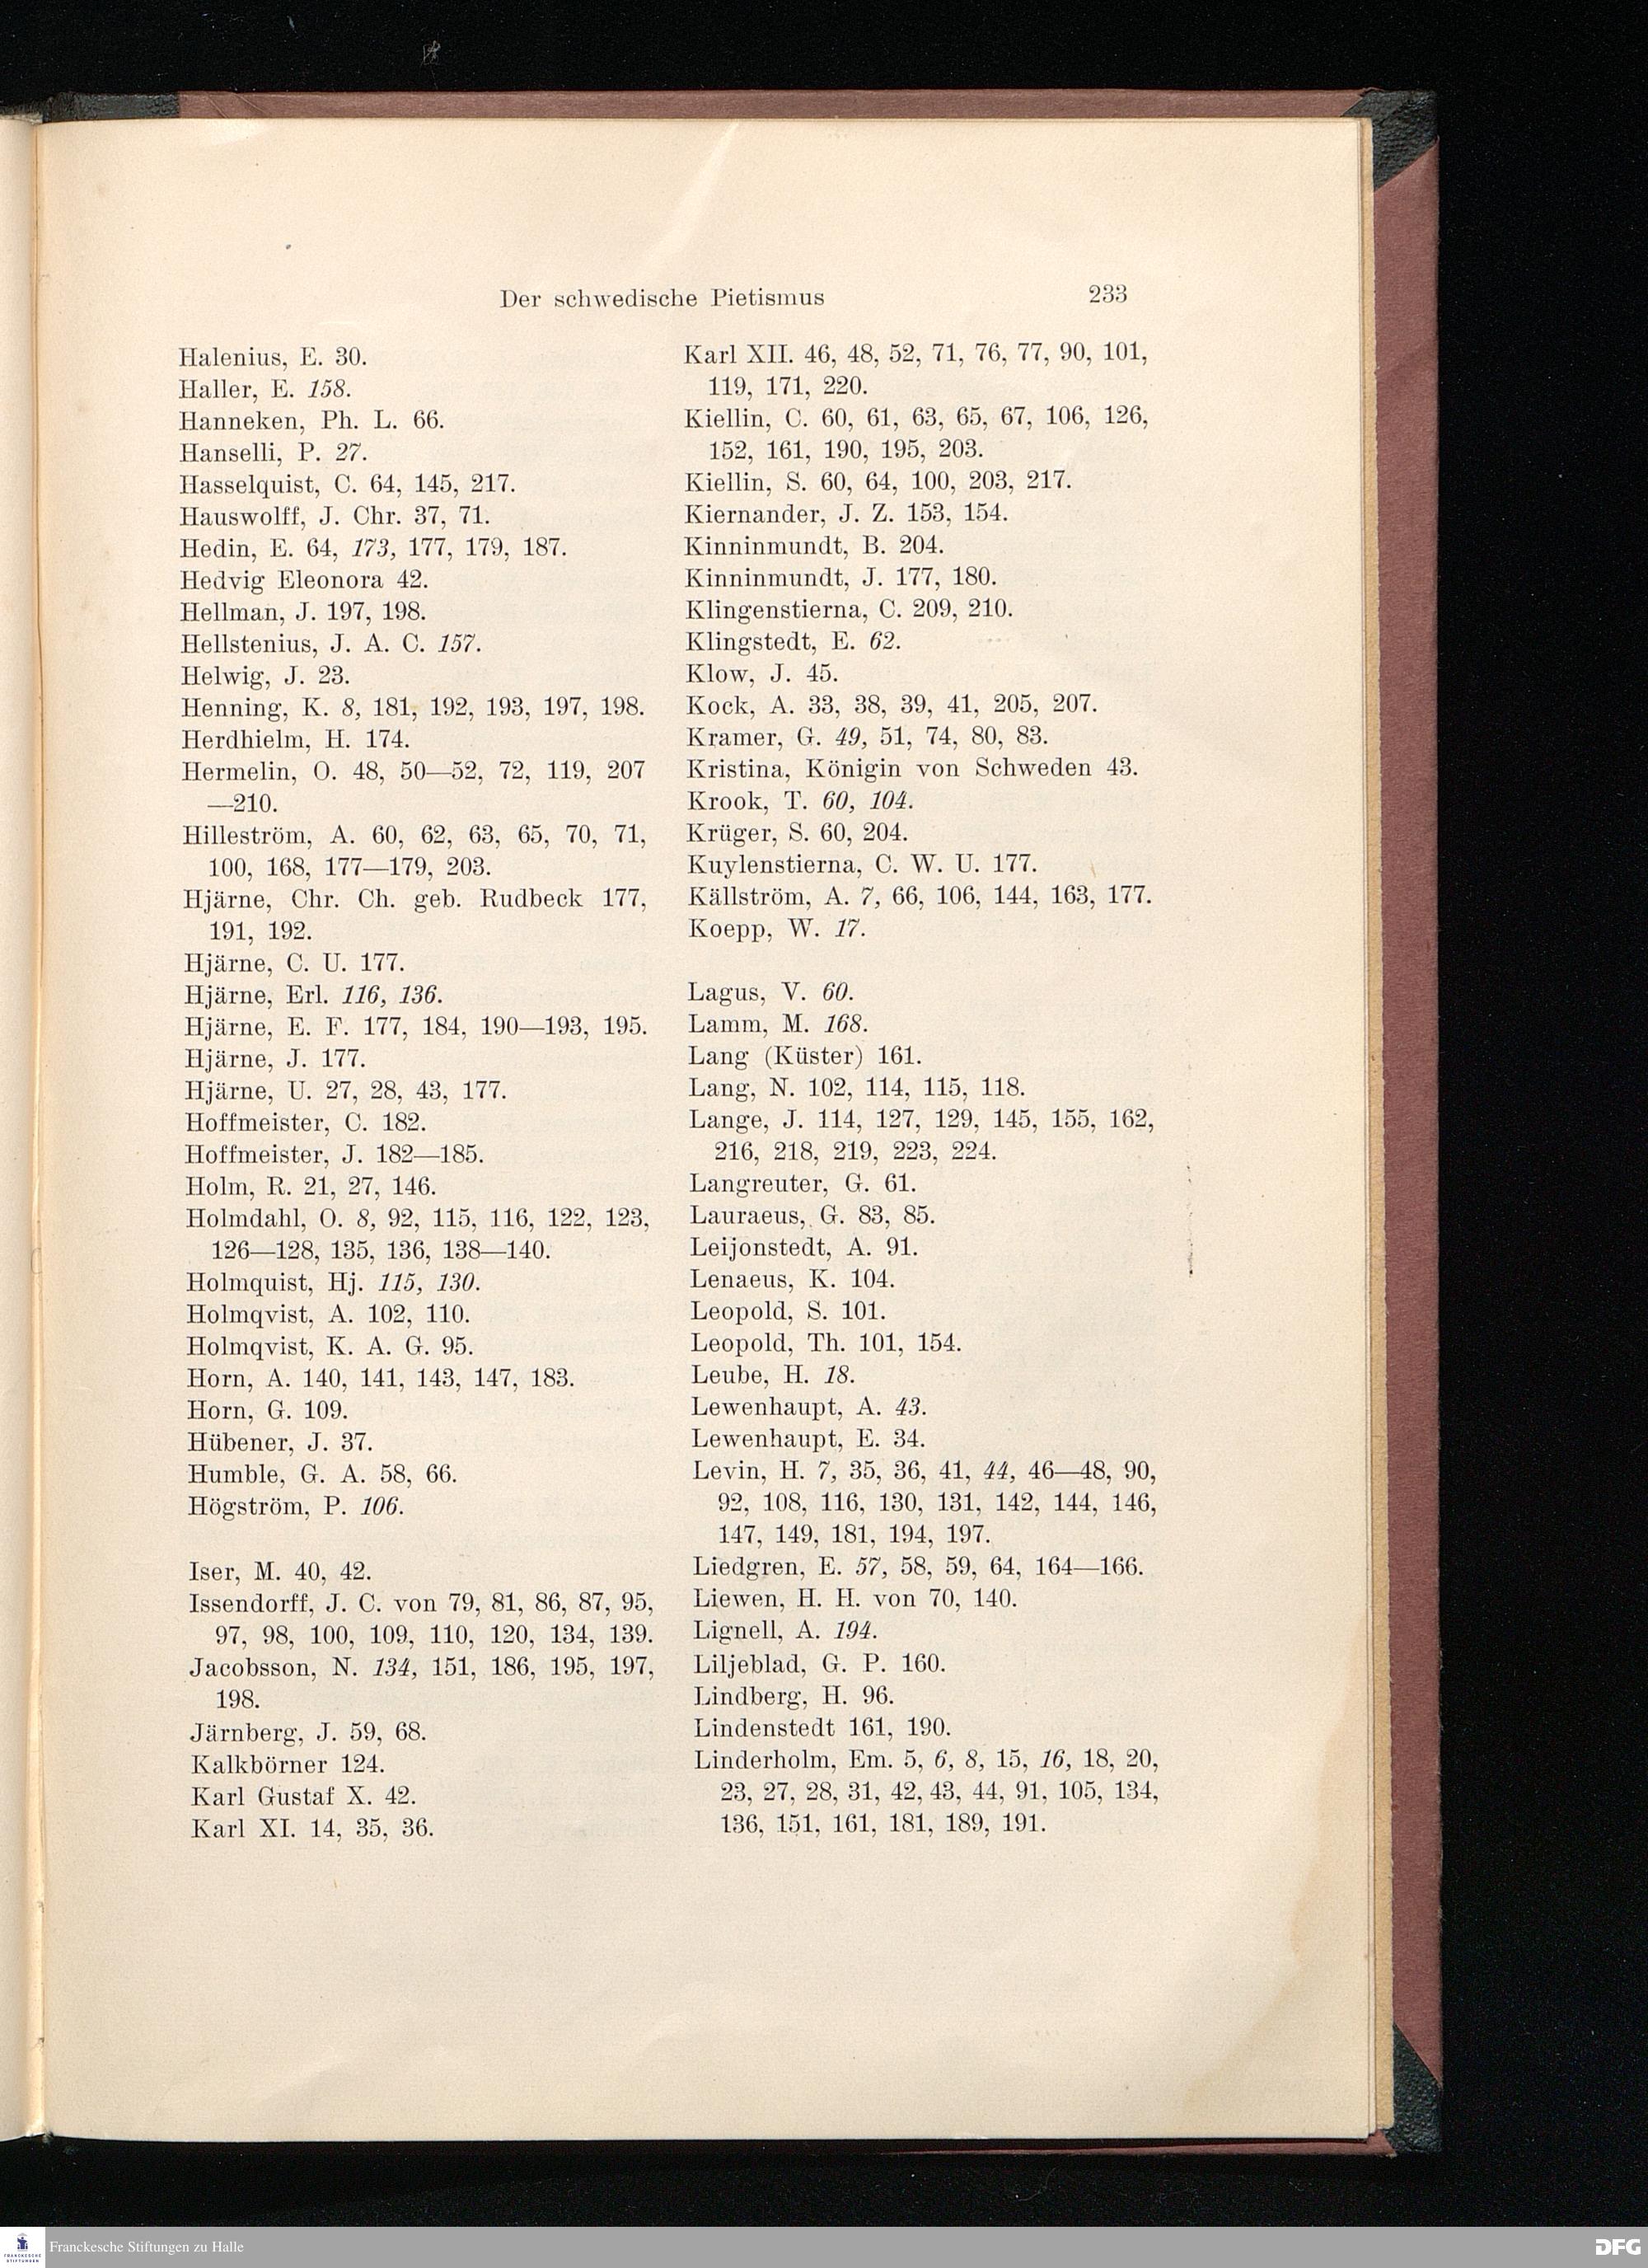 Der schwedische Pietismus 233
Halenius, E. 30.
Haller, E. 158.
Hanneken, Ph. L. 66.
Hanselli, P. 27.
Hasselquist, C. 64, 145, 217.
Hauswolff, J. Chr. 37, 71.
Hedin, E. 64, 173, 177, 179, 187.
Hedvig Eleonora 42.
Hellman, J. 197, 198.
Hellstenius, J. A. C. 157.
Helwig, J. 23.
Henning, K. 8, 181, 192, 193, 197, 198.
Herdhielm, H. 174.
Hermelin, O. 48, 50—52, 72, 119, 207
—210.
Hilleström, A. 60, 62, 63, 65, 70, 71,
100, 168, 177—179, 203.
Hjärne, Chr. Ch. geb. Rudbeck 177,
191, 192.
Hjärne, C. U. 177.
Hjärne, Erl. 116, 136.
Hjärne, E. F. 177, 184, 190—193, 195.
Hjärne, J. 177.
Hjärne, U. 27, 28, 43, 177.
Hoffmeister, C. 182.
Hoffmeister, J. 182—185.
Holm, R. 21, 27, 146.
Holmdahl, O. 8, 92, 115, 116, 122, 123,
126—128, 135, 136, 138—140.
Holmquist, Hj. 115, 130.
Holmqvist, A. 102, 110.
Holmqvist, K. A. G. 95.
Horn, A. 140, 141, 143, 147, 183.
Horn, G. 109.
Hübener, J. 37.
Humble, G. A. 58, 66.
Högström, P. 106.
Iser, M. 40, 42.
Issendorff, J. C. von 79, 81, 86, 87, 95,
97, 98, 100, 109, 110, 120, 134, 139.
Jacobsson, N. 134, 151, 186, 195, 197,
198.
Järnberg, J. 59, 68.
Kalkbörner 124.
Karl Gustaf X. 42.
Karl XI. 14, 35, 36.
Karl XII. 46, 48, 52, 71, 76, 77, 90, 101,
119, 171, 220.
Kiellin, C. 60, 61, 63, 65, 67, 106, 126,
152, 161, 190, 195, 203.
Kiellin, S. 60, 64, 100, 203, 217.
Kiernander, J. Z. 153, 154.
Kinninmundt, B. 204.
Kinninmundt, J. 177, 180.
Klingenstierna, C. 209, 210.
Klingstedt, E. 62.
Klow, J. 45.
Kock, A. 33, 38, 39, 41, 205, 207.
Kramer, G. 49, 51, 74, 80, 83.
Kristina, Königin von Schweden 43.
Krook, T. 60, 104.
Krüger, S. 60, 204.
Kuylenstierna, C. W. U. 177.
Källström, A. 7, 66, 106, 144, 163, 177.
Koepp, W. 17.
Lagus, V. 60.
Lamm, M. 168.
Lang (Küster) 161.
Lang, N. 102, 114, 115, 118.
Lange, J. 114, 127, 129, 145, 155, 162,
216, 218, 219, 223, 224.
Langreuter, G. 61.
Lauraeus, G. 83, 85.
Leijonstedt, A. 91.
Lenaeus, K. 104.
Leopold, S. 101.
Leopold, Th. 101, 154.
Leube, H. 18.
Lewenhaupt, A. 43.
Lewenhaupt, E. 34.
Levin, H. 7, 35, 36, 41, 44, 46—48, 90,
92, 108, 116, 130, 131, 142, 144, 146,
147, 149, 181, 194, 197.
Liedgren, E. 57, 58, 59, 64, 164—166.
Liewen, H. H. von 70, 140.
Lignell, A. 194.
Liljeblad, G. P. 160.
Lindberg, H. 96.
Lindenstedt 161, 190.
Linderholm, Em. 5, 6, 8, 15, 16, 18, 20,
23, 27, 28, 31, 42, 43, 44, 91, 105, 134,
136, 151, 161, 181, 189, 191.
FRANCKESCHE
STIFTUNGEN
Franckesche Stiftungen zu Halle
DFG